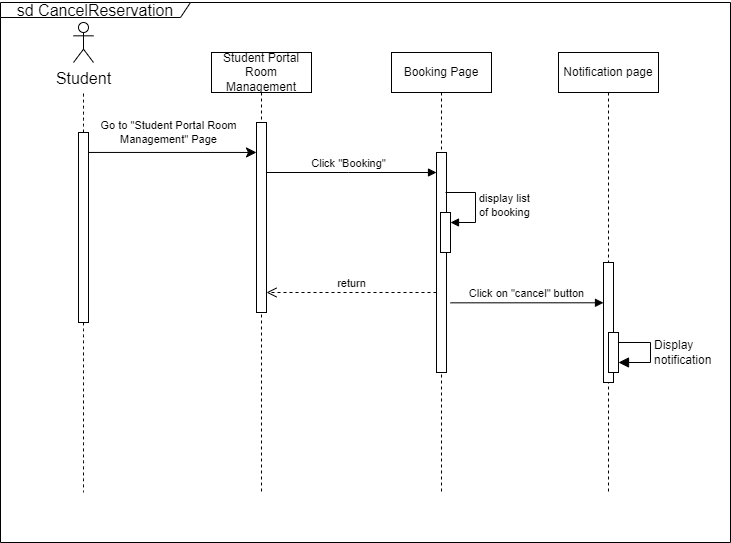 sd CancelReservation
Student
Student Portal
Room
Management
Booking Page
Notification page
Go to "Student Portal Room
Management" Page
Click "Booking"
display list
of booking
return
Click on "cancel" button
Display
notification